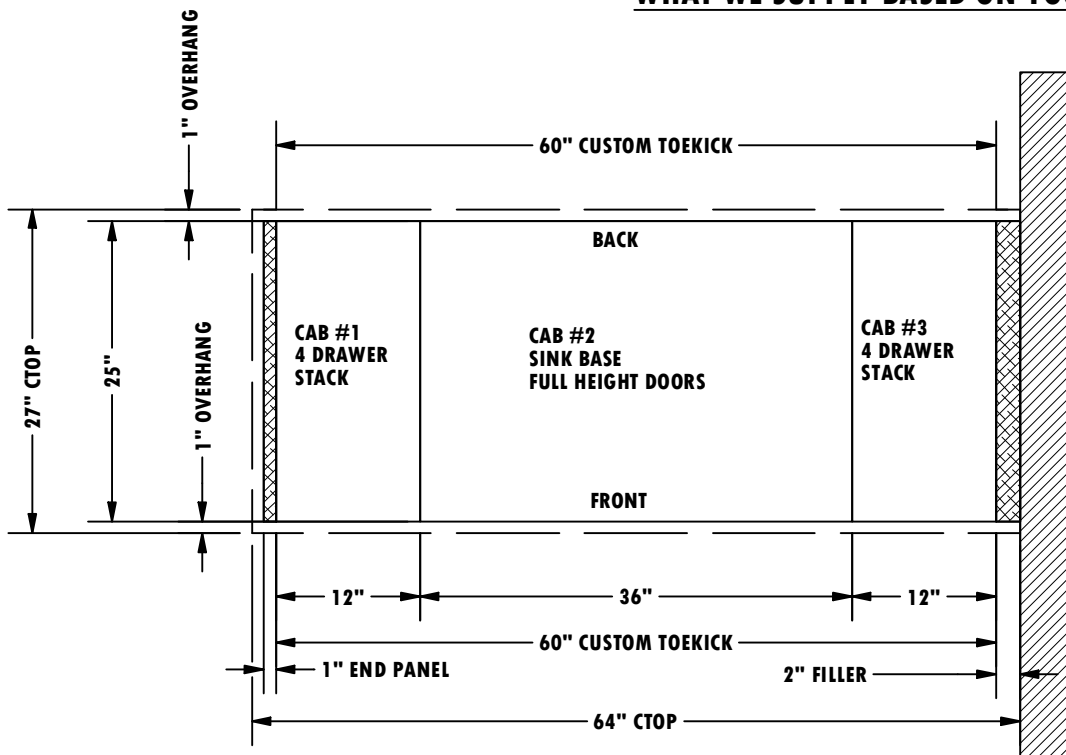 1" OVERHANG
60" CUSTOM TOEKICK
BACK
CAB #1
4 DRAWER
STACK
CAB #2
SINK BASE
FULL HEIGHT DOORS
CAB #3
4 DRAWER
STACK
27" CTOP
25"
1" OVERHANG
FRONT
12"
36"
12"
60" CUSTOM TOEKICK
1" END PANEL
2" FILLER
64" CTOP